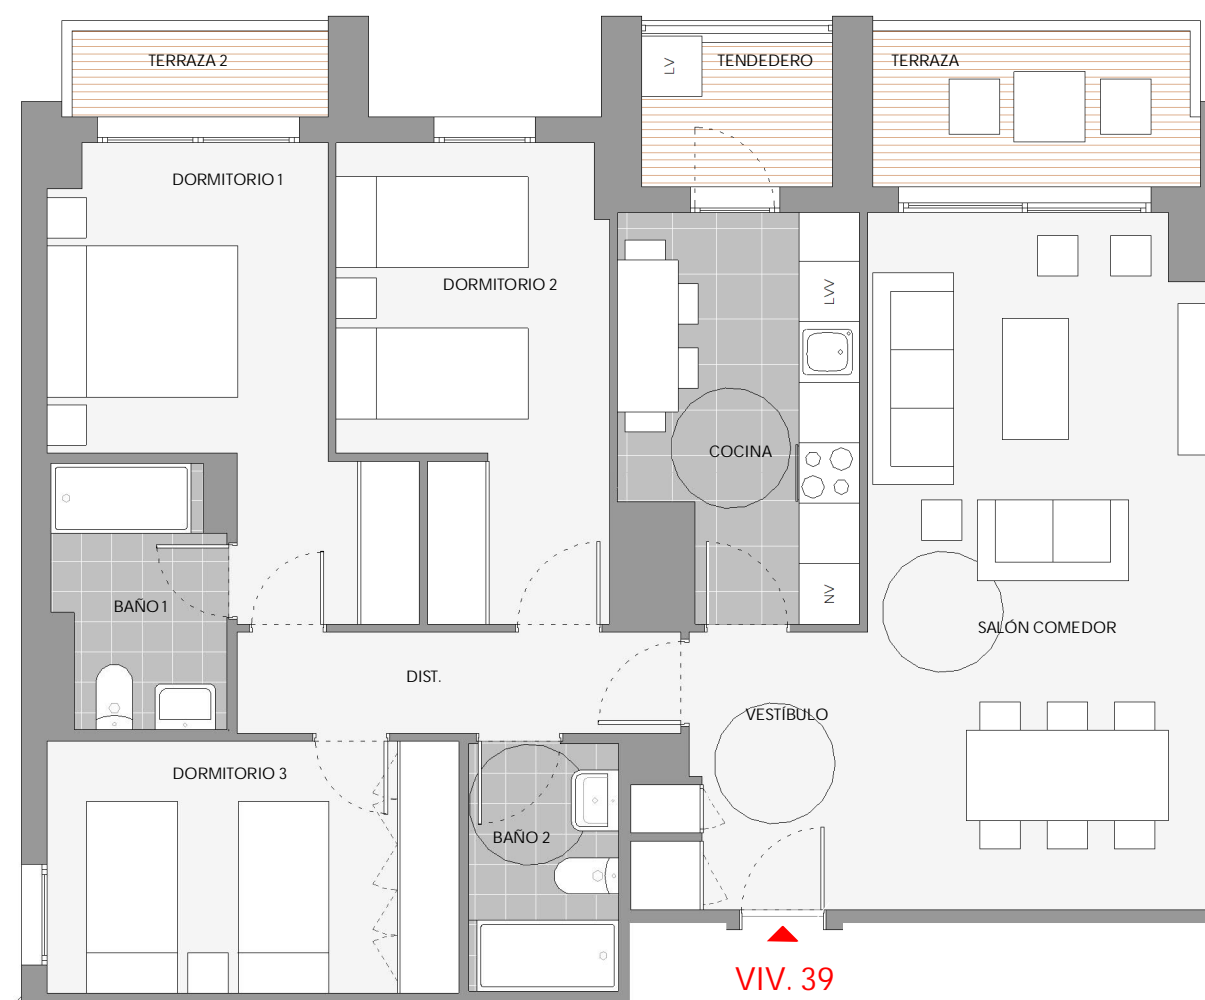 TERRAZA 2
LV
TENDEDERO
TERRAZA
DORMITORIO 1
DORMITORIO 2
LVV
COCINA
NV
BAÑO 1
SALÓN COMEDOR
DIST.
VESTÍBULO
DORMITORIO 3
BAÑO 2
VIV. 39